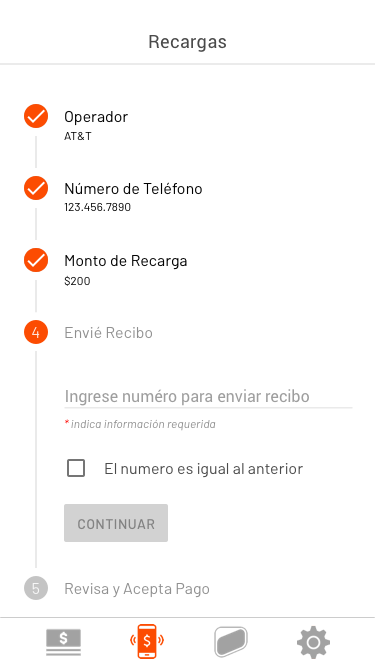 Recargas
Operador
AT&T
Número de Teléfono
123.456.7890
Monto de Recarga
$200
4 Envié Recibo
Ingrese numéro para enviar recibo
* indica información requerida
El numero es igual al anterior
CONTINUAR
5 Revisa y Acepta Pago
$ $